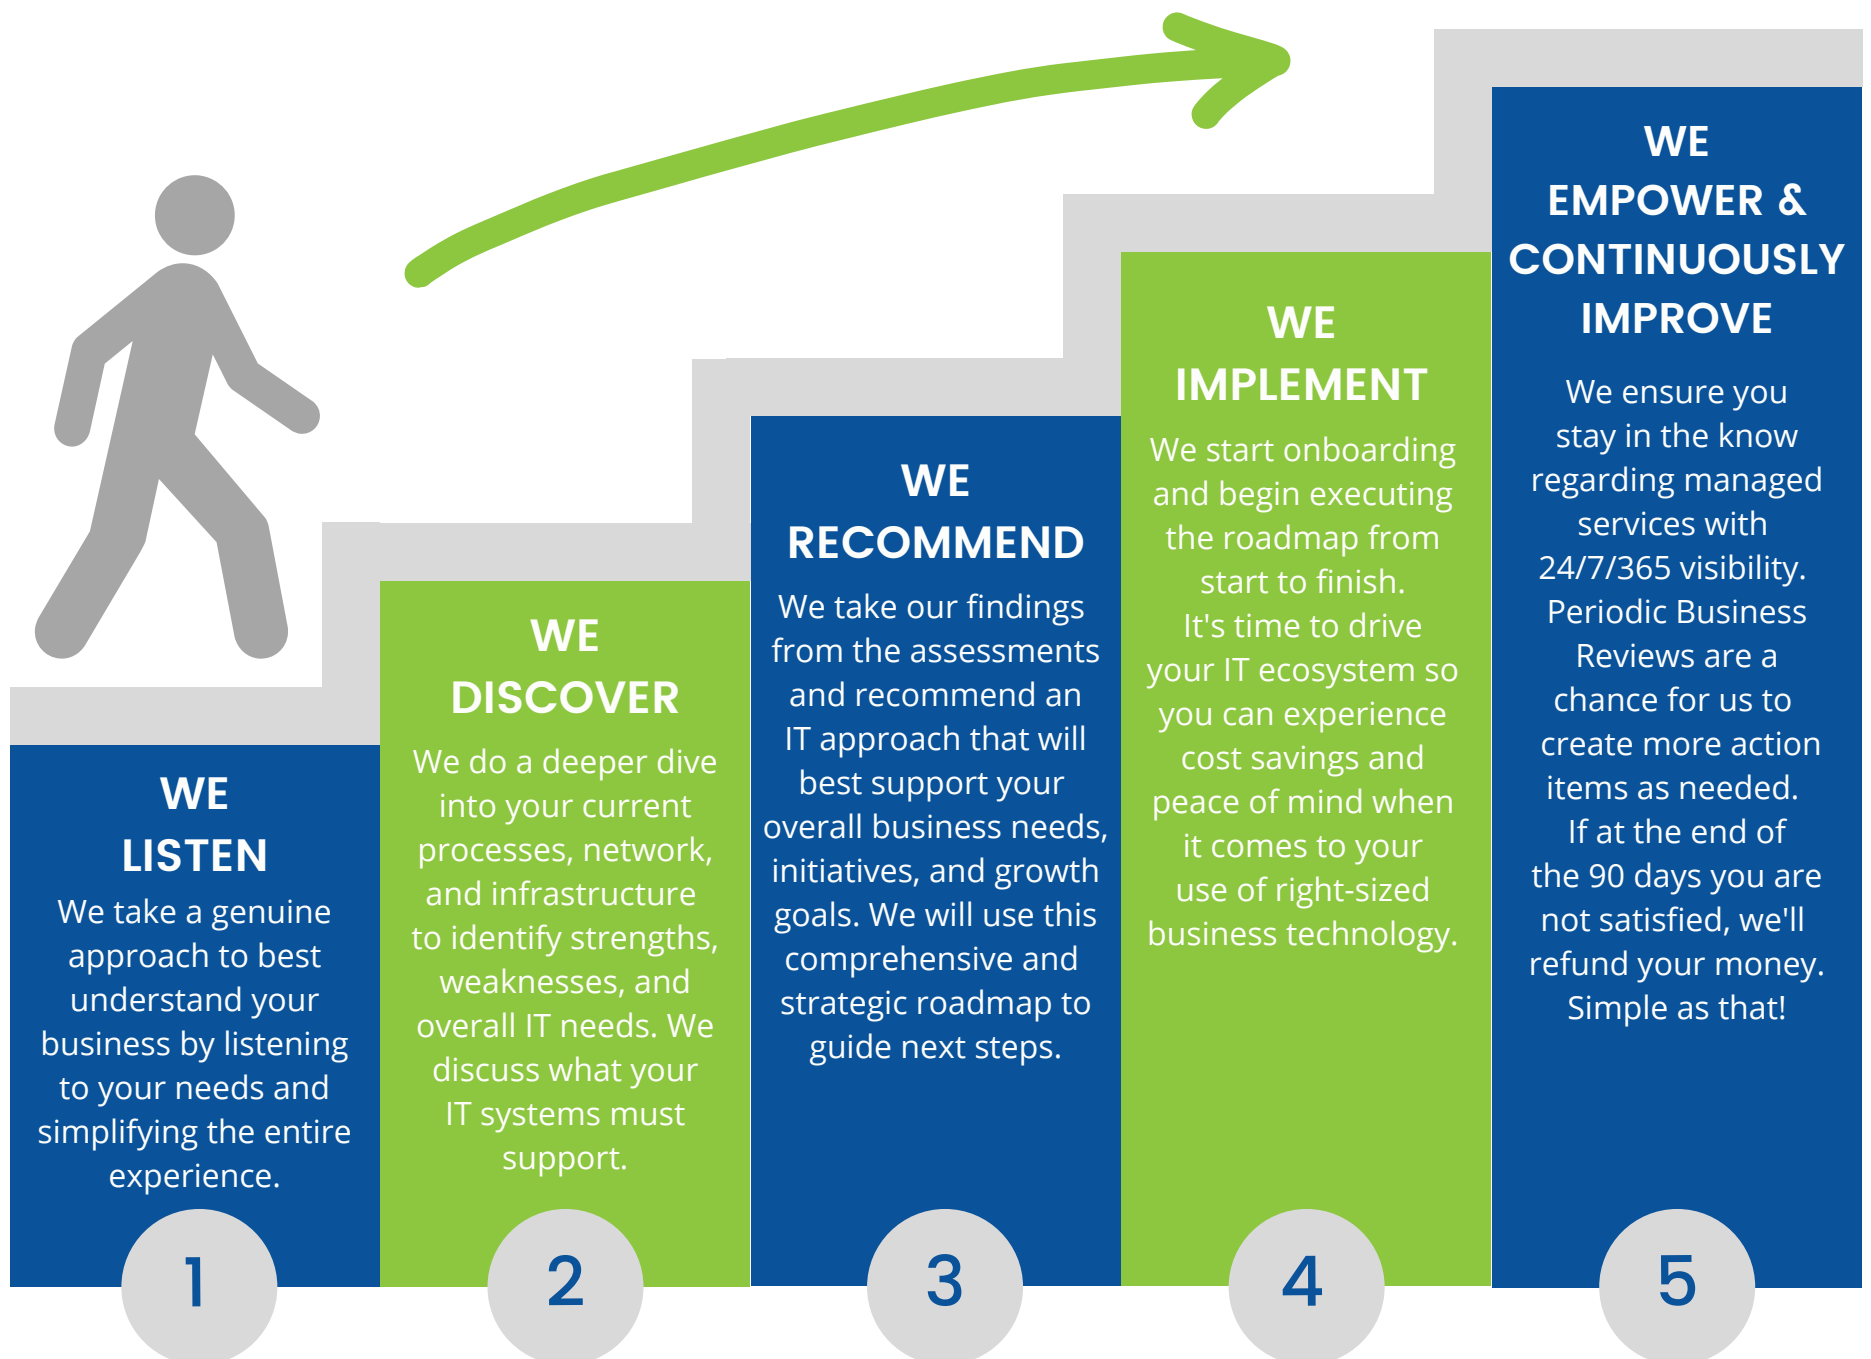 WE
LISTEN
We take a genuine
approach to best
understand your
business by listening
to your needs and
simplifying the entire
experience.
1
WE
DISCOVER
We do a deeper dive
into your current
processes, network,
and infrastructure
to identify strengths,
weaknesses, and
overall IT needs. We
discuss what your
IT systems must
support.
2
WE
RECOMMEND
We take our findings
from the assessments
and recommend an
IT approach that will
best support your
overall business needs,
initiatives, and growth
goals. We will use this
comprehensive and
strategic roadmap to
guide next steps.
3
WE
IMPLEMENT
We start onboarding
and begin executing
the roadmap from
start to finish.
It's time to drive
your IT ecosystem so
you can experience
cost savings and
peace of mind when
it comes to your
use of right-sized
business technology.
4
WE
EMPOWER &
CONTINUOUSLY
IMPROVE
We ensure you
stay in the know
regarding managed
services with
24/7/365 visibility.
Periodic Business
Reviews are a
chance for us to
create more action
items as needed.
If at the end of
the 90 days you are
not satisfied, we'll
refund your money.
Simple as that!
5